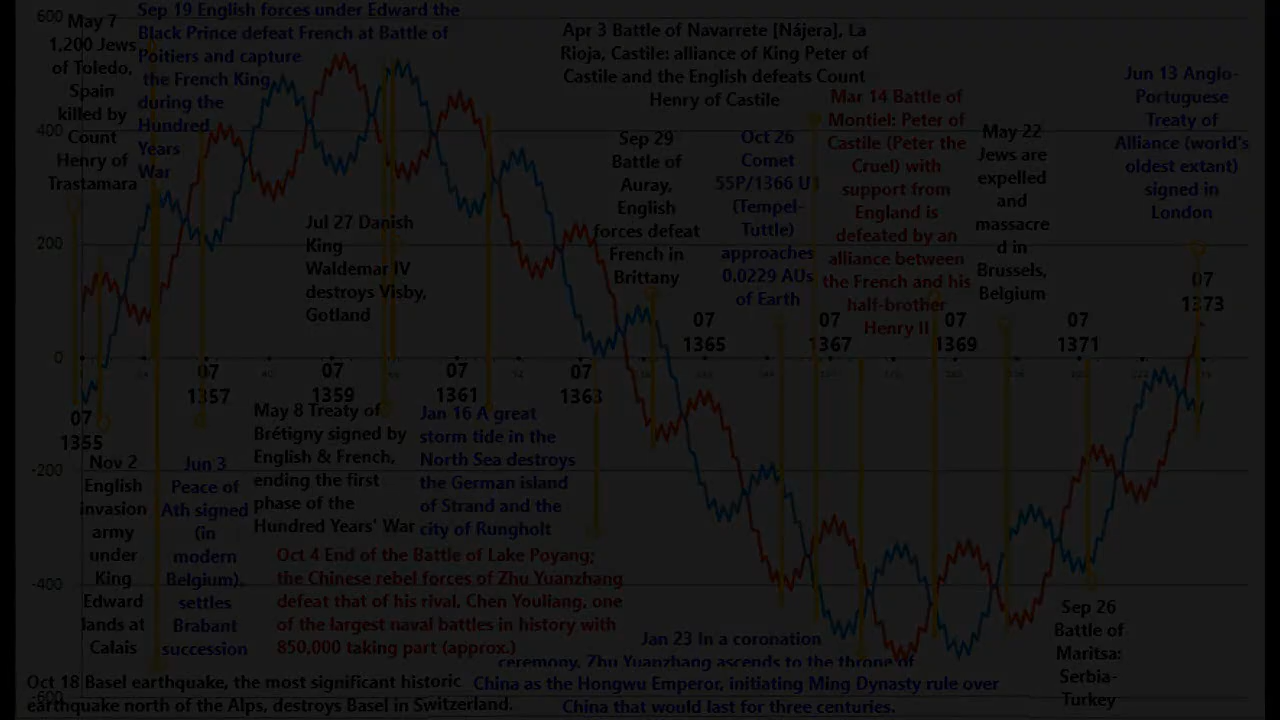 600
May 7
1,200 Jews
of Toledo,
Spain
killed by
Count
Henry of
Trastamara
Sep 19 English forces under Edward the
Black Prince defeat French at Battle of
Poitiers and capture
the French King
during the
Hundred
Years
War
Apr 3 Battle of Navarrete [Nájera], La
Rioja, Castile: alliance of King Peter of
Castile and the English defeats Count
Henry of Castile
Jun 13 Anglo-
Portuguese
Treaty of
Alliance (world's
oldest extant)
signed in
London
Mar 14 Battle of
Montiel: Peter of
Castile (Peter the
Cruel) with
support from
England is
defeated by an
alliance between
the French and his
half-brother
Henry II
May 22
Jews are
expelled
and
massacre
d in
Brussels,
Belgium
Sep 29
Battle of
Auray,
English
forces defeat
French in
Brittany
Oct 26
Comet
55P/1366 U1
(Tempel-
Tuttle)
approaches
0.0229 AUs
of Earth
400
200
0
-200
-400
-600
Jul 27 Danish
King
Waldemar IV
destroys Visby,
Gotland
07
1355
07
1357
07
1359
07
1361
07
1363
07
1365
07
1367
07
1369
07
1371
07
1373
Nov 2
English
invasion
army
under
King
Edward
lands at
Calais
Jun 3
Peace of
Ath signed
(in
modern
Belgium),
settles
Brabant
succession
May 8 Treaty of
Brétigny signed by
English & French,
ending the first
phase of the
Hundred Years' War
Jan 16 A great
storm tide in the
North Sea destroys
the German island
of Strand and the
city of Rungholt
Oct 4 End of the Battle of Lake Poyang;
the Chinese rebel forces of Zhu Yuanzhang
defeat that of his rival, Chen Youliang, one
of the largest naval battles in history with
850,000 taking part (approx.)
Jan 23 In a coronation
ceremony, Zhu Yuanzhang ascends to the throne of
China as the Hongwu Emperor, initiating Ming Dynasty rule over
China that would last for three centuries.
Sep 26
Battle of
Maritsa:
Serbia-
Turkey
Oct 18 Basel earthquake, the most significant historic
earthquake north of the Alps, destroys Basel in Switzerland.